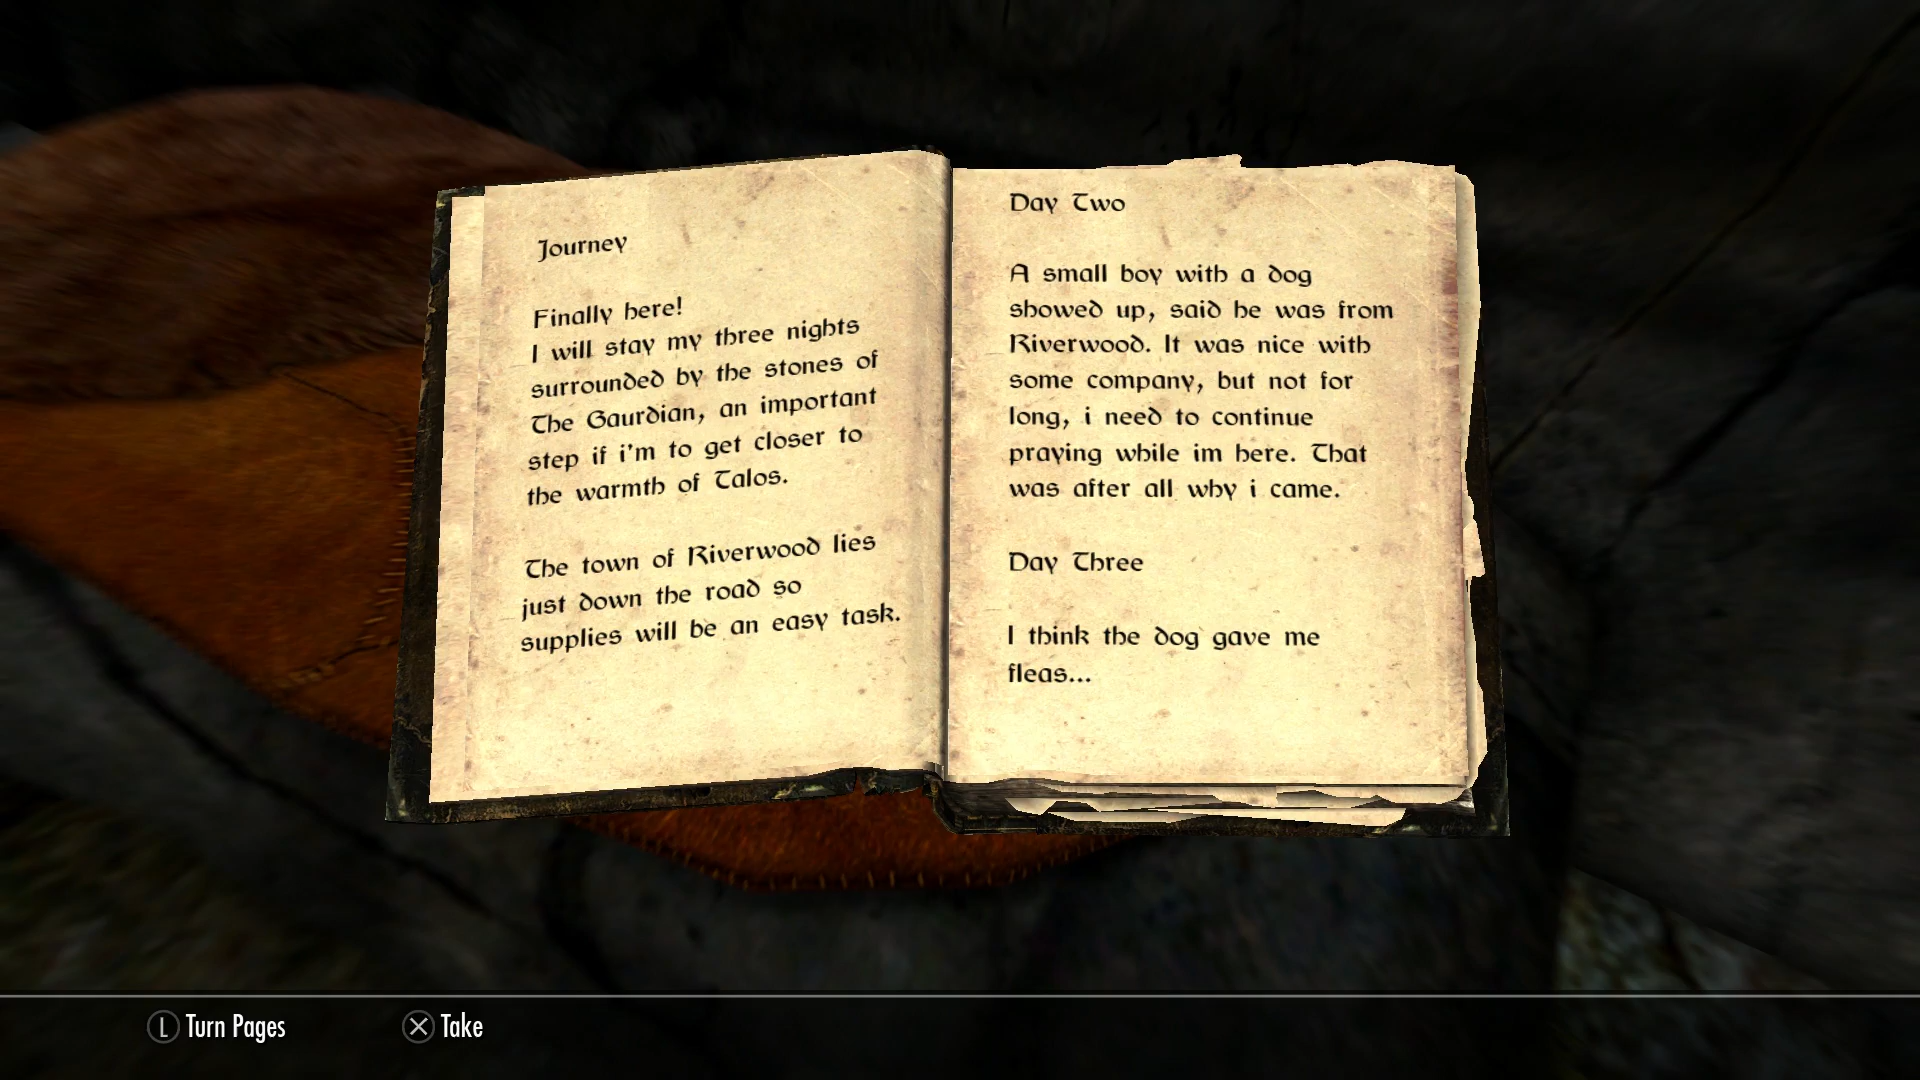 Journey
Finally here!
I will stay my three nights
surrounded by the stones of
The Gaurdian, an important
step if i'm to get closer to
the warmth of Talos.
The town of Riverwood lies
just down the road so
supplies will be an easy task.
Day Two
A small boy with a dog
showed up, said he was from
Riverwood. It was nice with
some company, but not for
long, i need to continue
praying while im here. That
was after all why i came.
Day Three
I think the dog gave me
fleas...
L Turn Pages
X Take